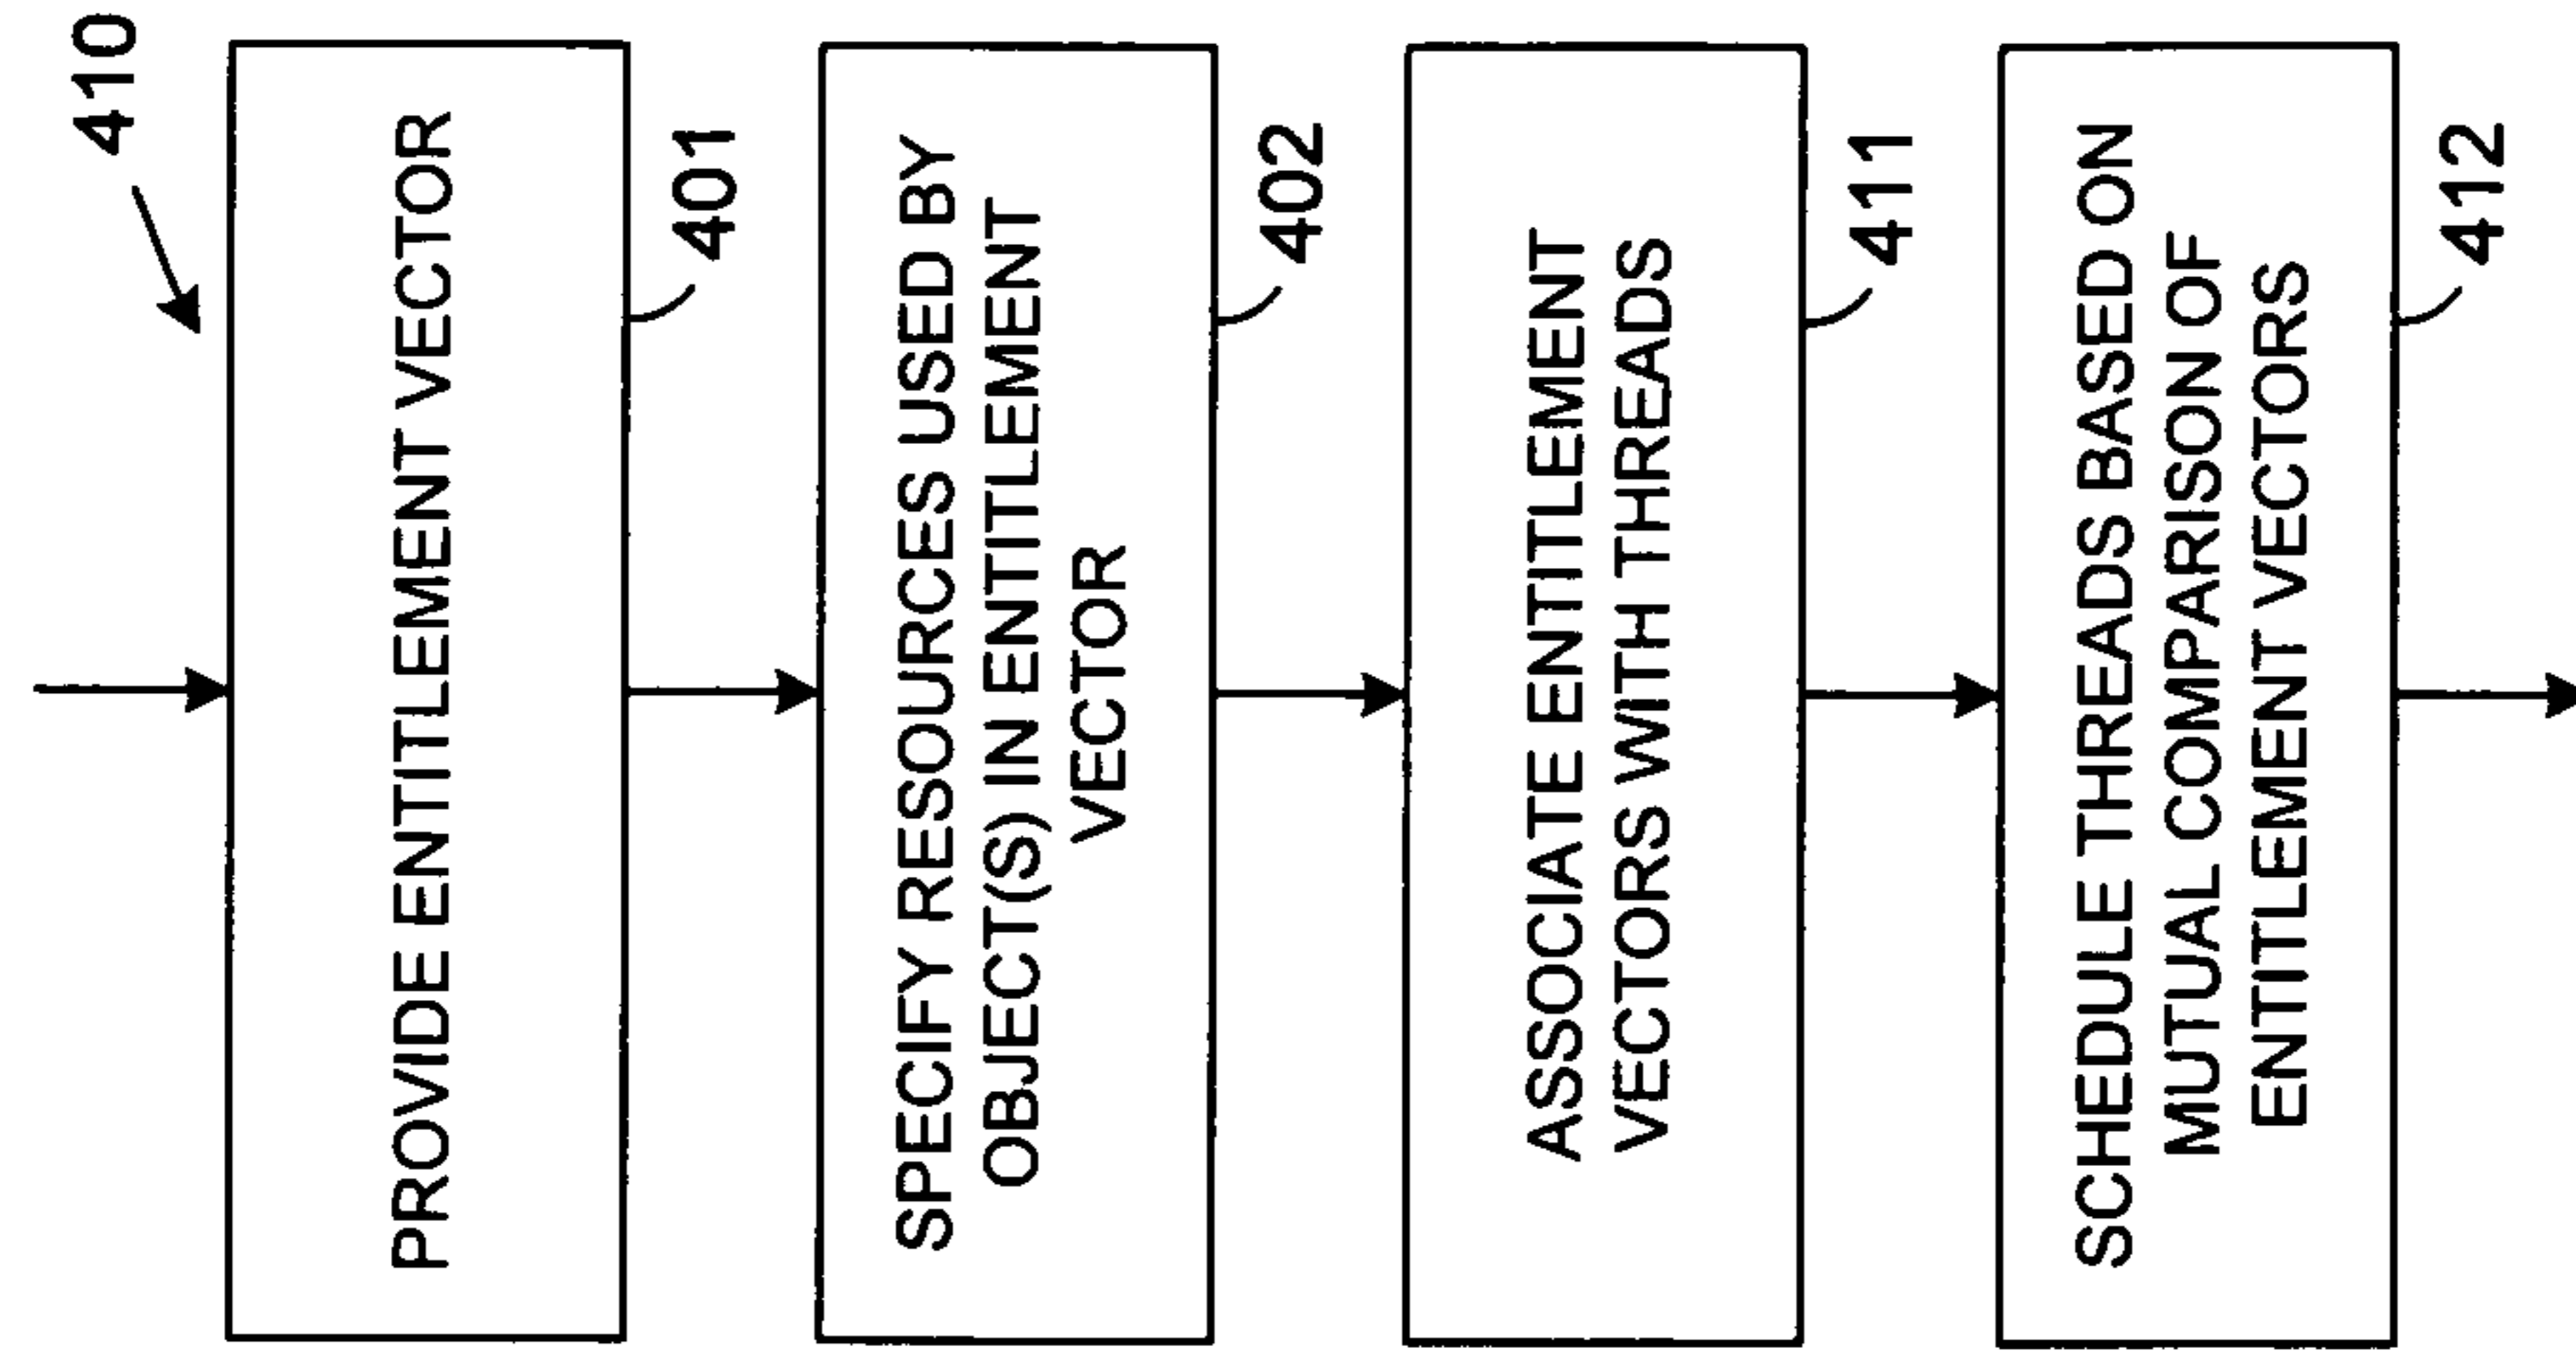 410
PROVIDE ENTITLEMENT VECTOR
401
SPECIFY RESOURCES USED BY
OBJECT(S) IN ENTITLEMENT
VECTOR
402
ASSOCIATE ENTITLEMENT
VECTORS WITH THREADS
411
SCHEDULE THREADS BASED ON
MUTUAL COMPARISON OF
ENTITLEMENT VECTORS
412